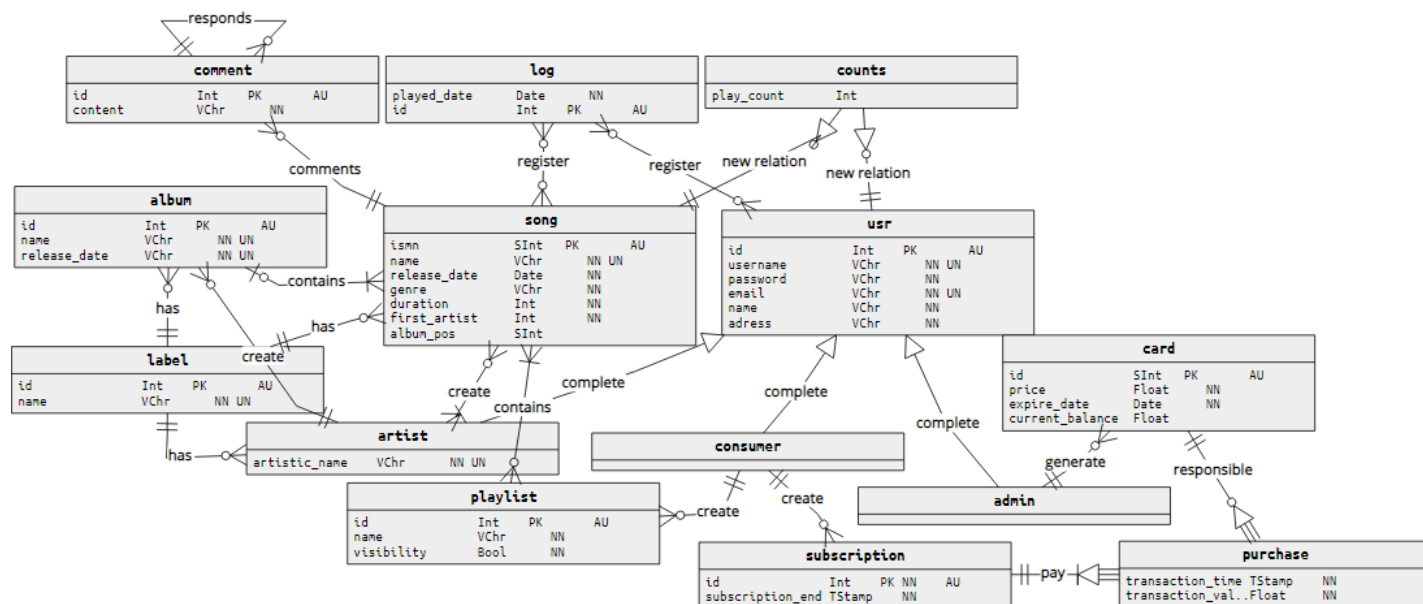 responds
comment
id Int PK AU
content VChr NN
log
played_date Date NN
id Int PK AU
counts
play_count Int
comments
register
register
new relation
new relation
album
id Int PK AU
name VChr NN UN
release_date VChr NN UN
song
ismn SInt PK AU
name VChr NN UN
release_date Date NN
genre VChr NN
duration Int NN
first_artist Int NN
album_pos SInt
usr
id Int PK AU
username VChr NN UN
password VChr NN
email VChr NN UN
name VChr NN
adress VChr NN
contains
has
has
create
label
id Int PK AU
name VChr NN UN
create
complete
contains
complete
complete
card
id SInt PK AU
price Float NN
expire_date Date NN
current_balance Float
has
artist
artistic_name VChr NN UN
consumer
generate
responsible
admin
playlist
id Int PK AU
name VChr NN
visibility Bool NN
create
create
subscription
id Int PK NN AU
subscription_end TStamp NN
pay
purchase
transaction_time TStamp NN
transaction_val..Float NN